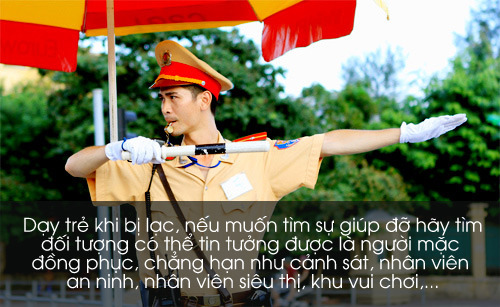 Dạy trẻ khi bị lạc, nếu muốn tìm sự giúp đỡ hãy tìm
đối tượng có thể tin tưởng được là người mặc
đồng phục, chẳng hạn như cảnh sát, nhân viên
an ninh, nhân viên siêu thị, khu vui chơi,...